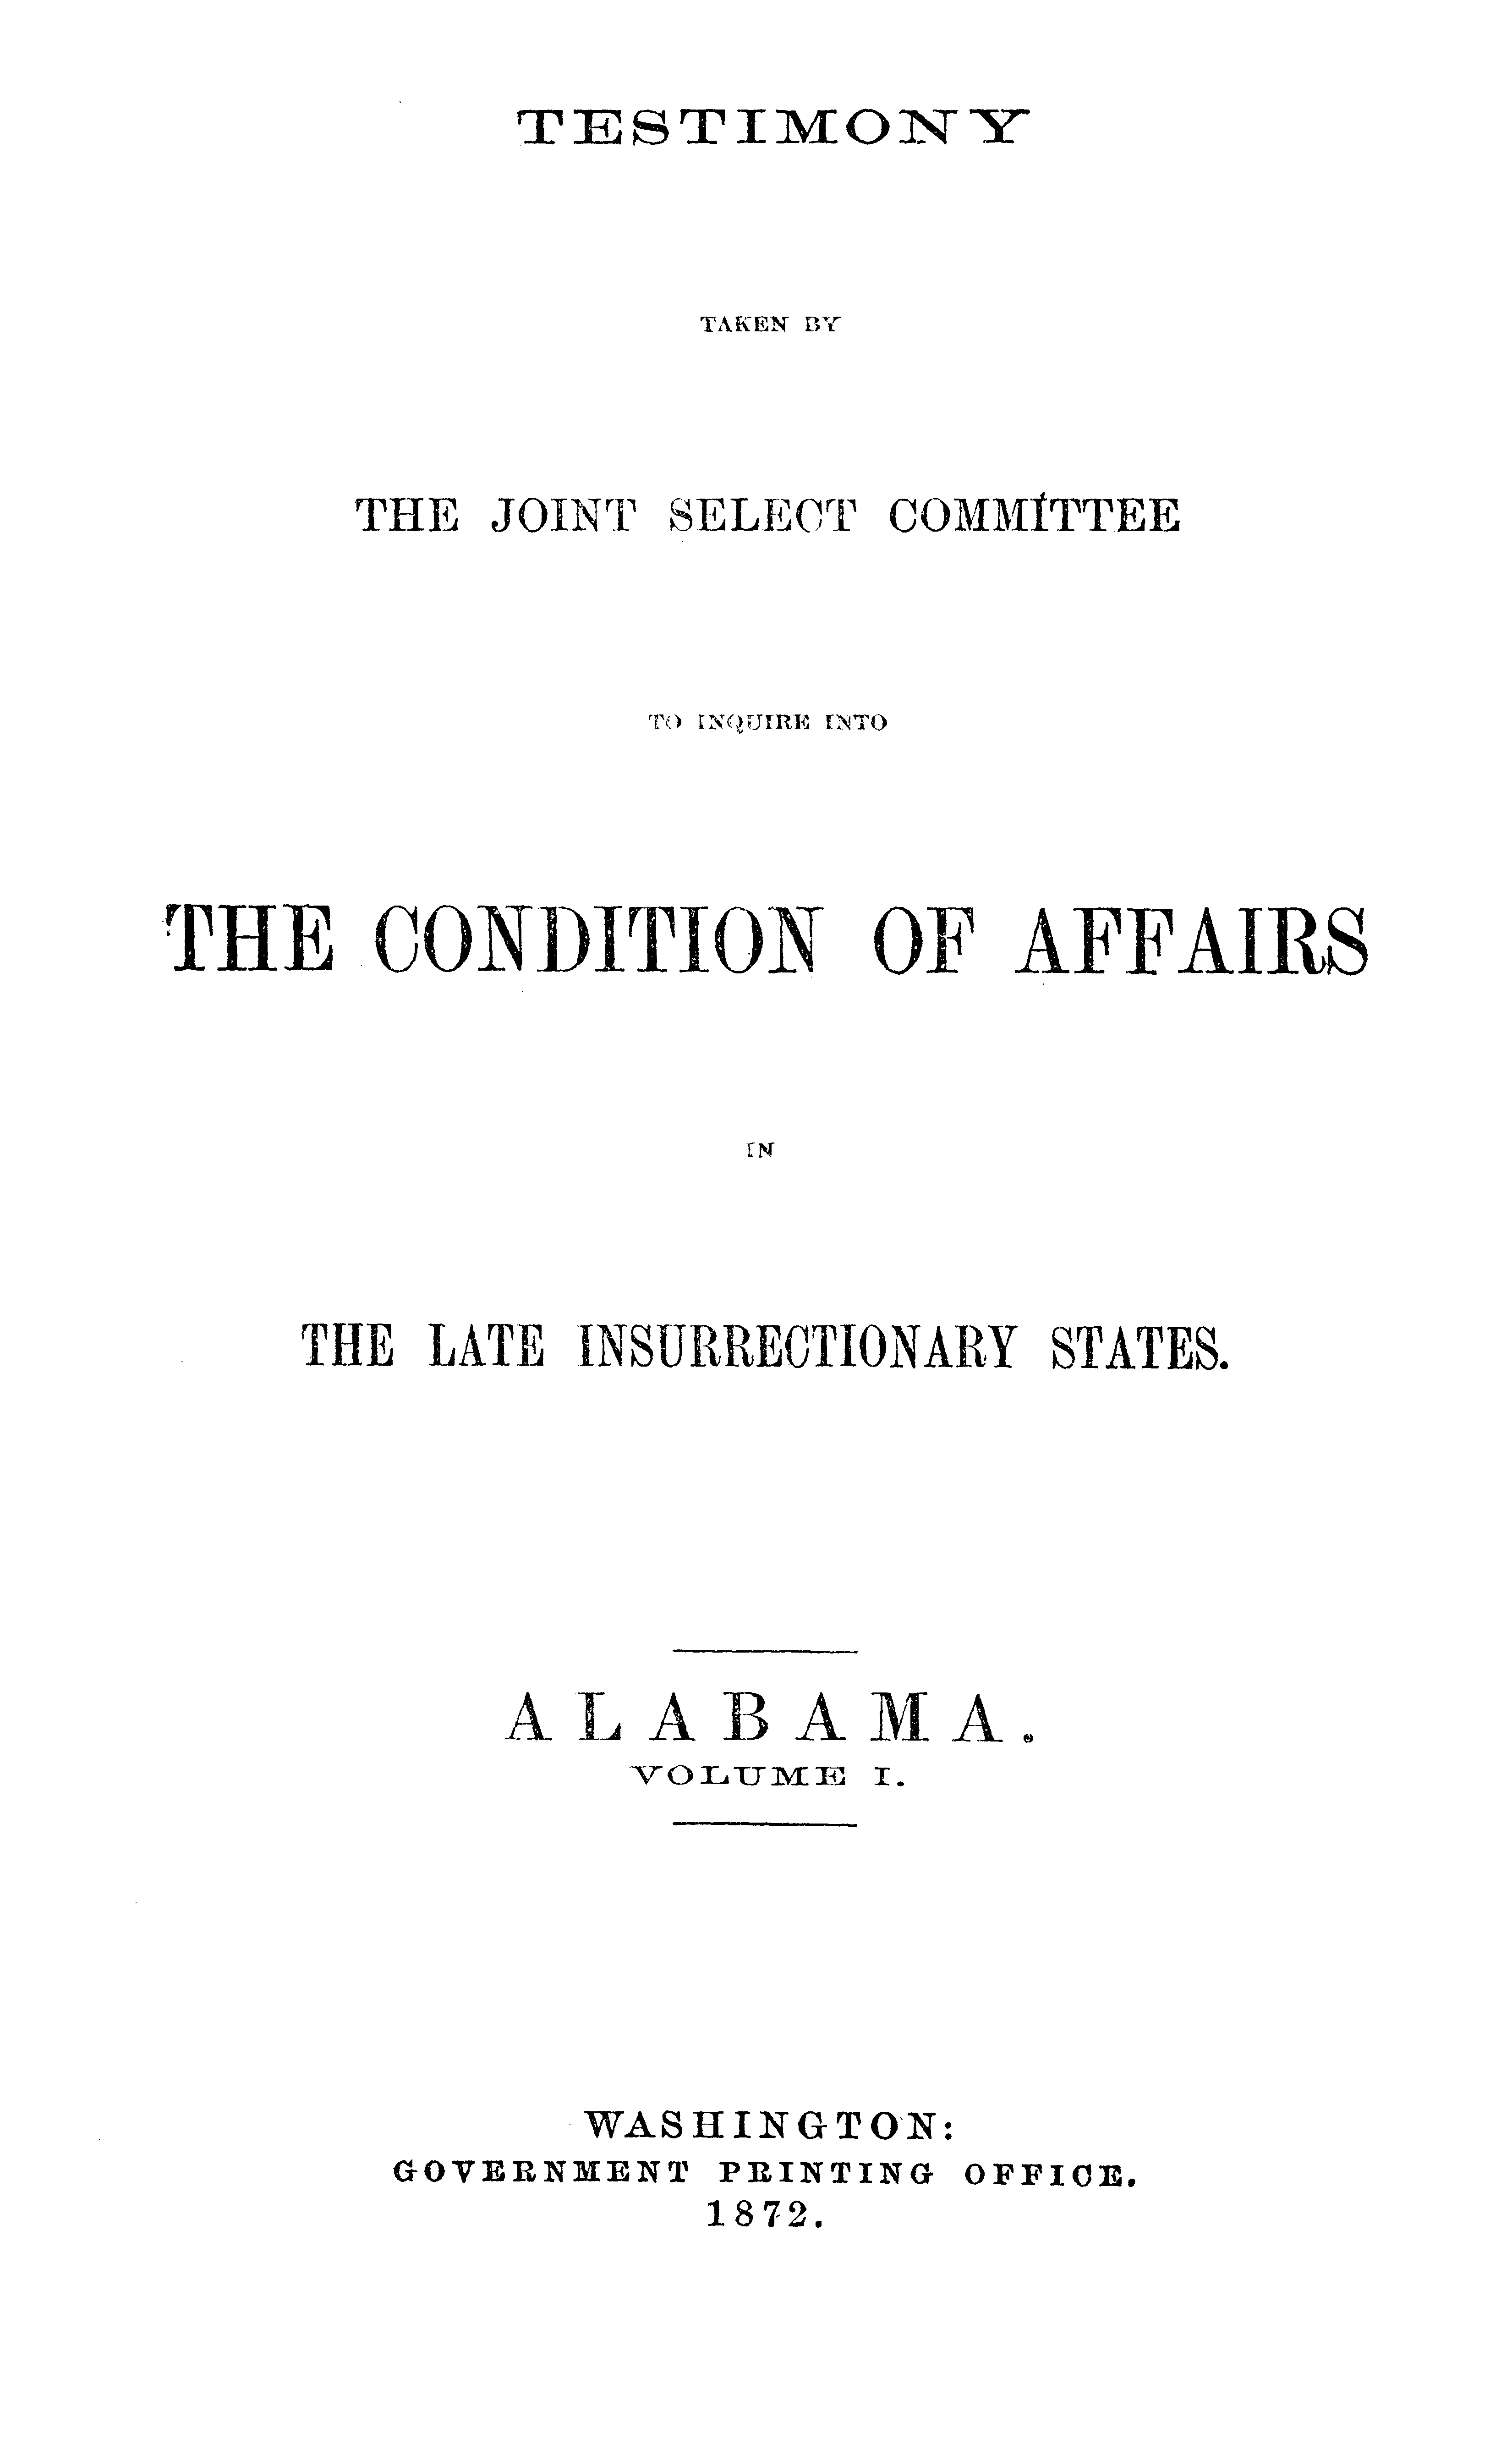 TESTIMONY
TAKEN BY
THE JOINT SELECT COMMITTEE
TO INQUIRE INTO
THE CONDITION OF AFFAIRS
IN
THE LATE INSURRECTIONARY STATES.
ALABAMA.
VOLUME I.
WASHINGTON:
GOVERNMENT PRINTING OFFICE.
1872.